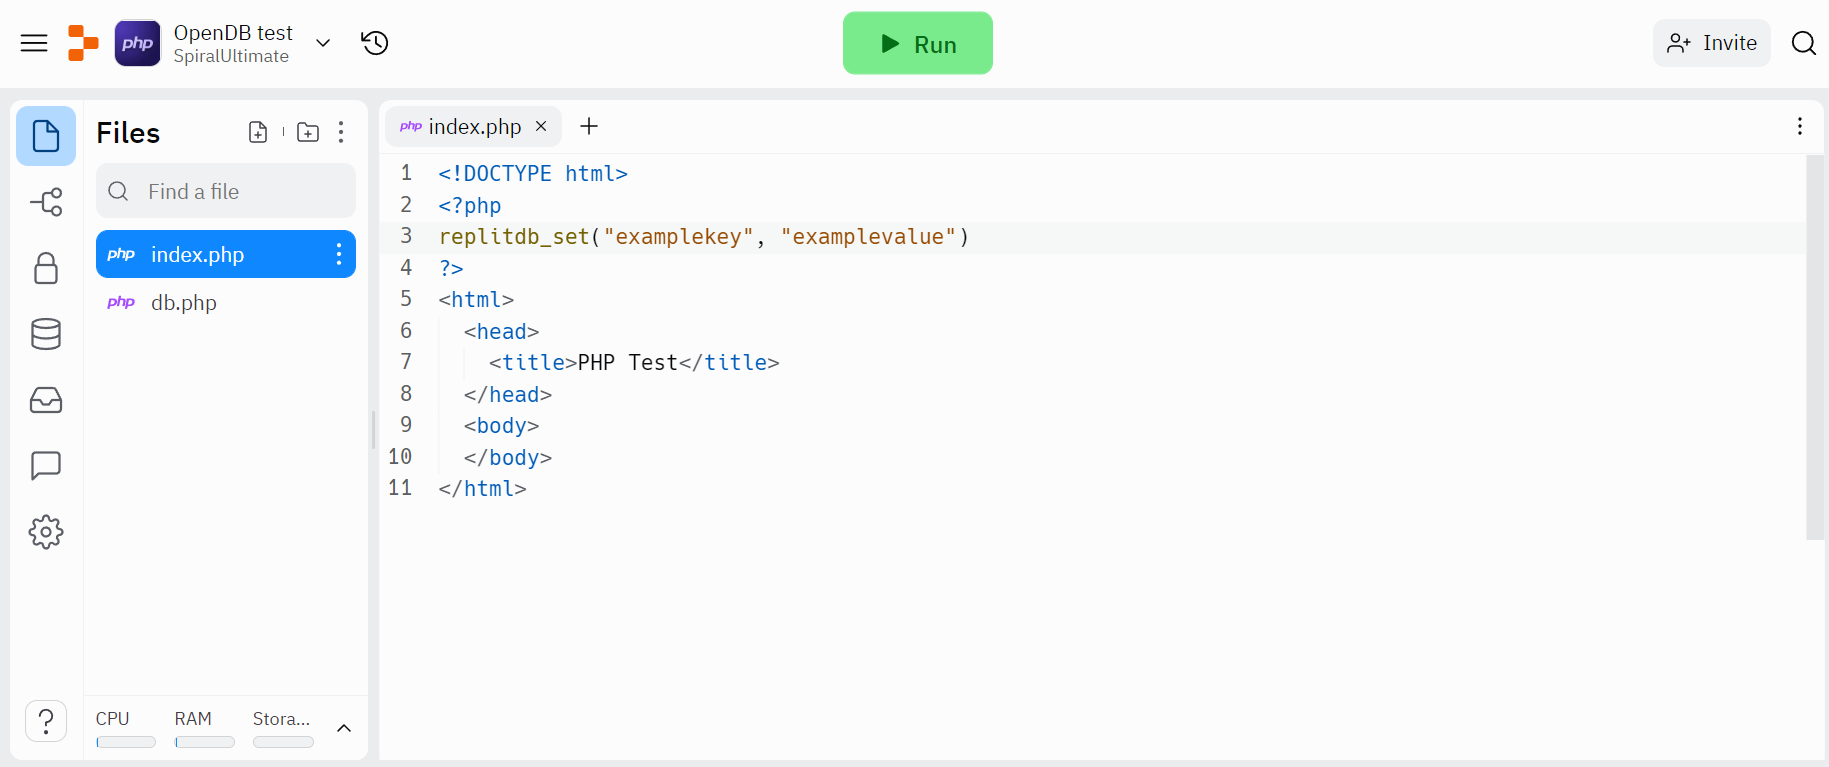 php
OpenDB test
SpiralUltimate
Run
Invite
Files
Find a file
php index.php
php db.php
CPU RAM Stora...
?
php index.php
1 <!DOCTYPE html>
2 <?php
3 replitdb_set("examplekey", "examplevalue")
4 ?>
5 <html>
6   <head>
7     <title>PHP Test</title>
8   </head>
9   <body>
10   </body>
11 </html>